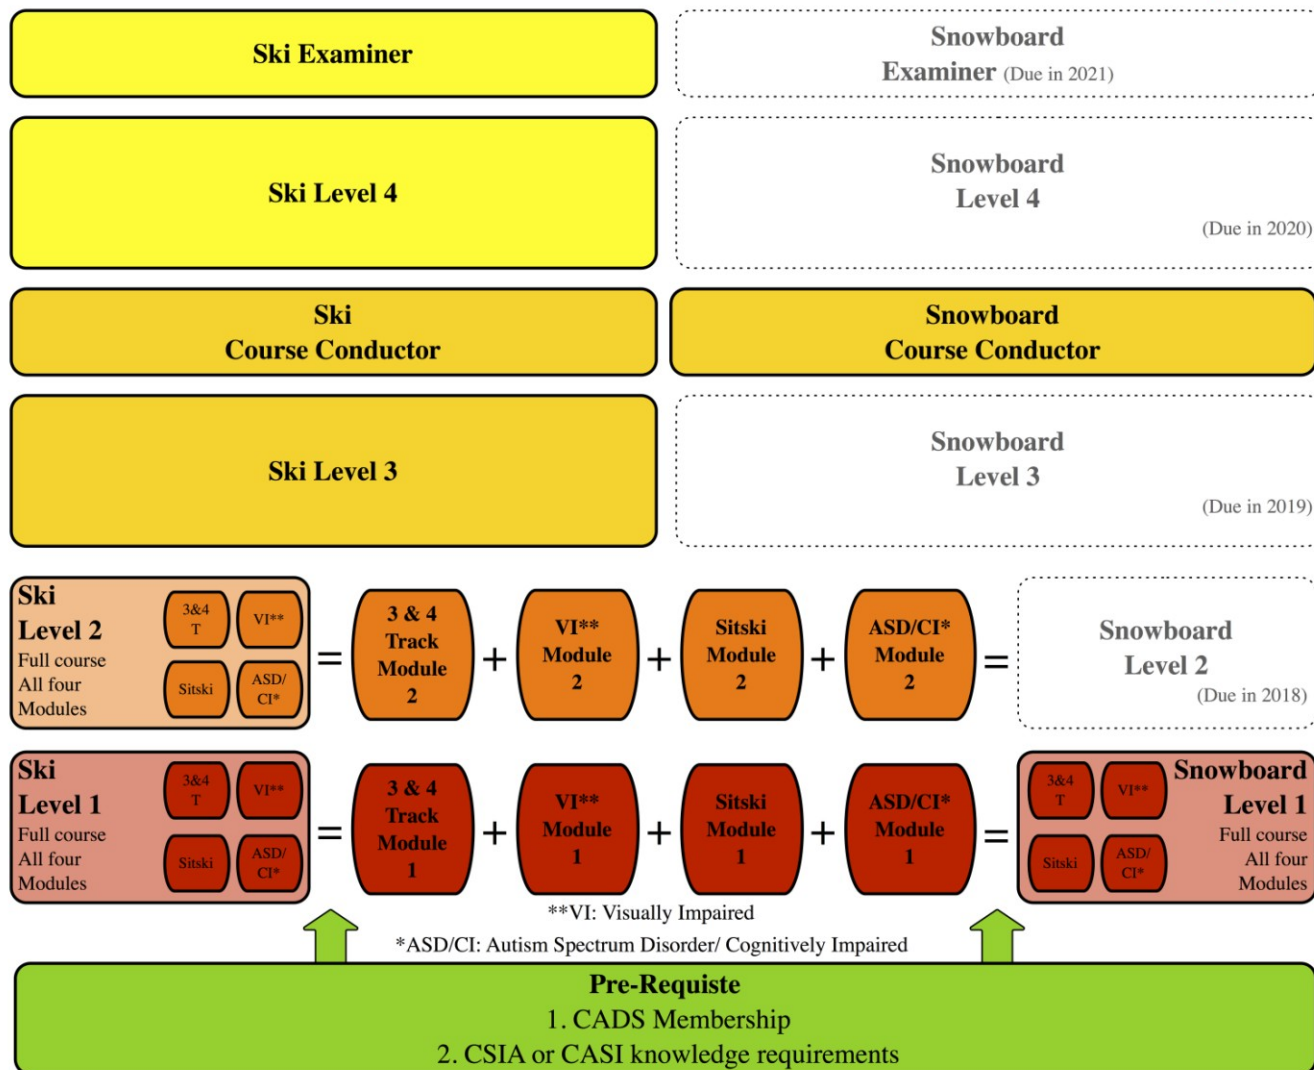 Ski Examiner
Snowboard
Examiner (Due in 2021)
Ski Level 4
Snowboard
Level 4
(Due in 2020)
Ski
Course Conductor
Snowboard
Course Conductor
Ski Level 3
Snowboard
Level 3
(Due in 2019)
Ski
Level 2
Full course
All four
Modules
3&4
T
VI**
Sitski
ASD/
CI*
=
3 & 4
Track
Module
2
+
VI**
Module
2
+
Sitski
Module
2
+
ASD/CI*
Module
2
=
Snowboard
Level 2
(Due in 2018)
Ski
Level 1
Full course
All four
Modules
3&4
T
VI**
Sitski
ASD/
CI*
=
3 & 4
Track
Module
1
+
VI**
Module
1
+
Sitski
Module
1
+
ASD/CI*
Module
1
=
3&4
T
VI**
Sitski
ASD/
CI*
Snowboard
Level 1
Full course
All four
Modules
**VI: Visually Impaired
*ASD/CI: Autism Spectrum Disorder/ Cognitively Impaired
Pre-Requiste
1. CADS Membership
2. CSIA or CASI knowledge requirements